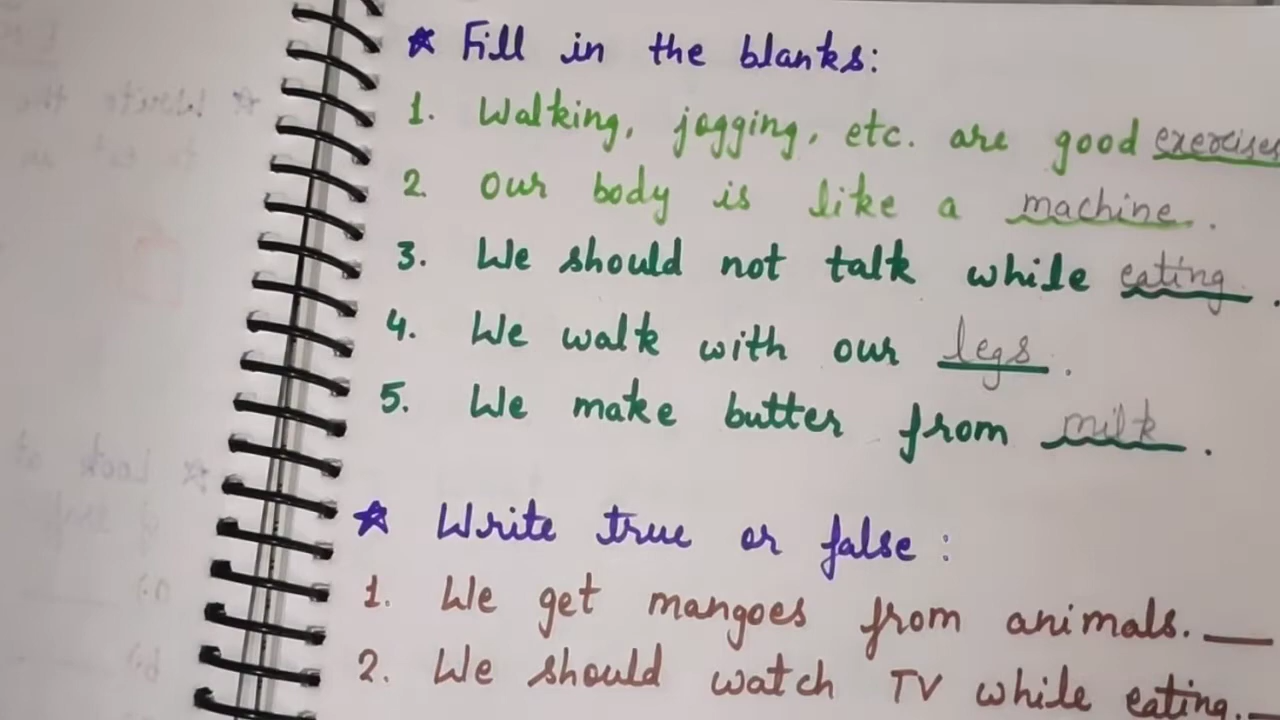 ★ Fill in the blanks:
1. Walking, jogging, etc. are good exercises
2. Our body is like a machine.
3. We should not talk while eating.
4. We walk with our legs.
5. We make butter from milk.
★ Write true or false:
1. We get mangoes from animals. __
2. We should watch TV while eating. __